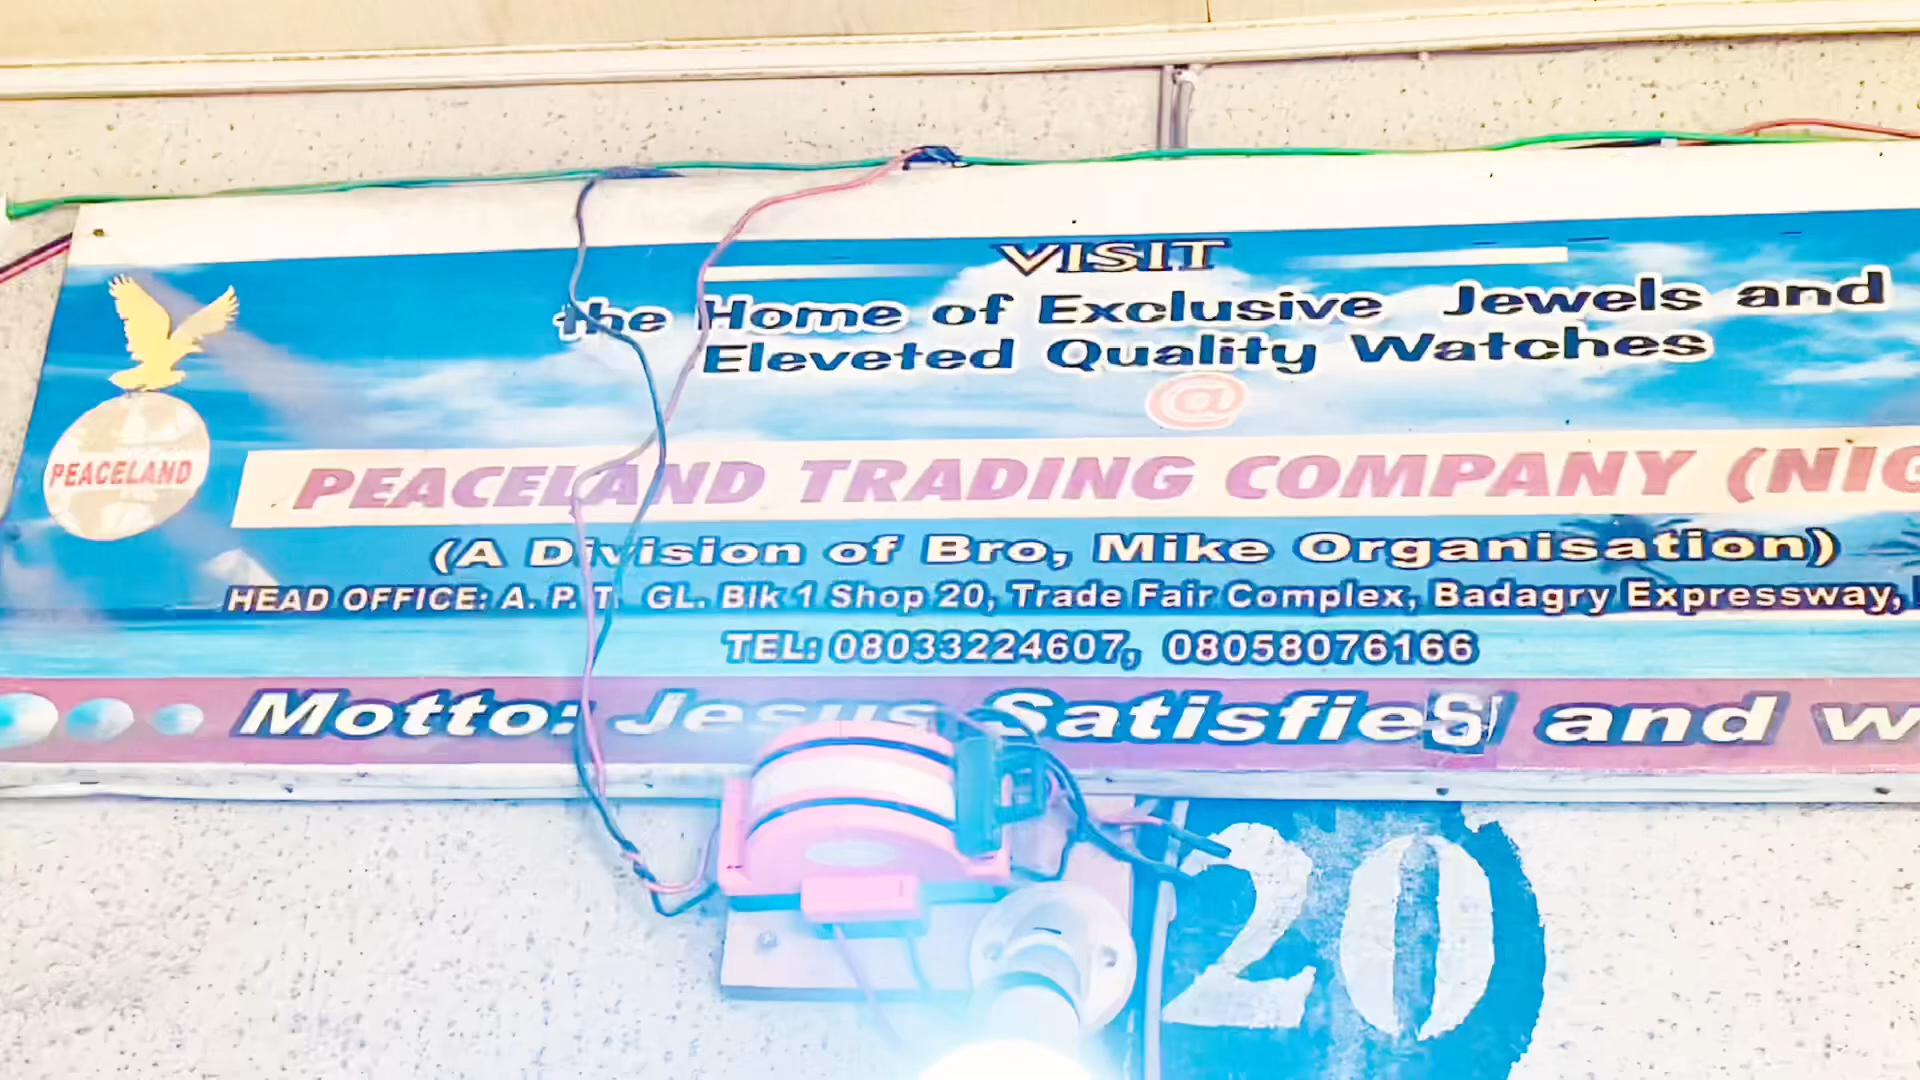 VISIT
the Home of Exclusive Jewels and
Eleveted Quality Watches
@
PEACELAND
PEACELAND TRADING COMPANY (NIG
(A Division of Bro, Mike Organisation)
HEAD OFFICE: A. P. T. GL. Blk 1 Shop 20, Trade Fair Complex, Badagry Expressway,
TEL: 08033224607, 08058076166
Motto: Jesus Satisfies and w
20